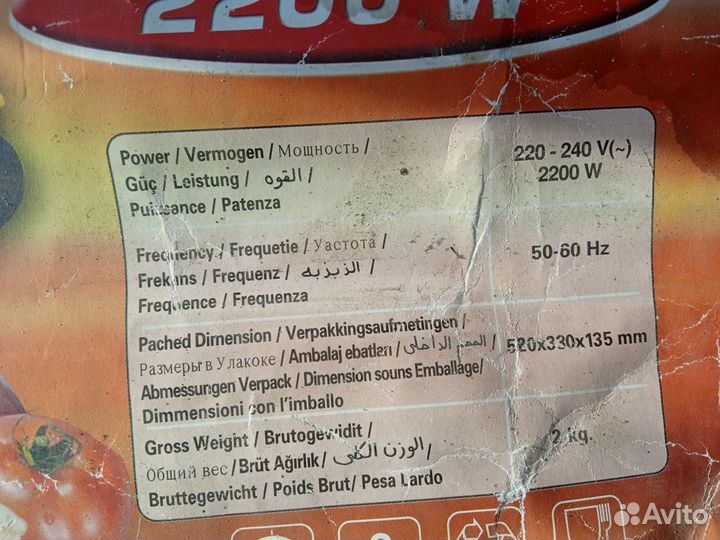 2200 W
Power / Vermogen / Мощность /
Güç / Leistung / القوه /
Puissance / Patenza
220 - 240 V(~)
2200 W
Frequency / Frequetie / Уастота /
Frekans / Frequenz / الذبذبه /
Frequence / Frequenza
50-60 Hz
Pached Dimension / Verpakkingsaufmetingen /
Размеры в Улакоке / Ambalaj ebatları / الحجم الداخلى /
Abmessungen Verpack / Dimension souns Emballage/
Dimmensioni con l'imballo
520x330x135 mm
Gross Weight / Brutogewidit /
Общий вес / Brüt Ağırlık / الوزن الكلى /
Bruttegewicht / Poids Brut / Pesa Lardo
2 kg.
Avito